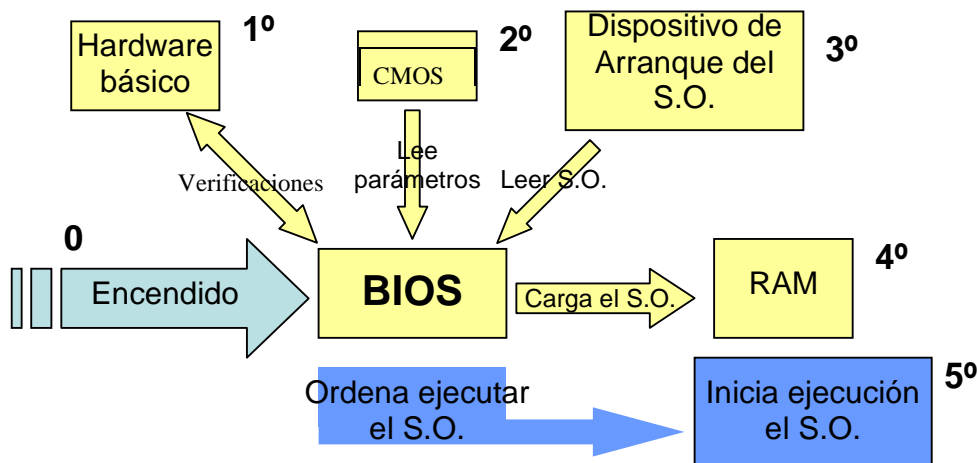 Hardware
básico
1º
CMOS
2º
Dispositivo de
Arranque del
S.O.
3º
Verificaciones
Lee
parámetros
Leer S.O.
0
Encendido
BIOS
Carga el S.O.
RAM
4º
Ordena ejecutar
el S.O.
Inicia ejecución
el S.O.
5º